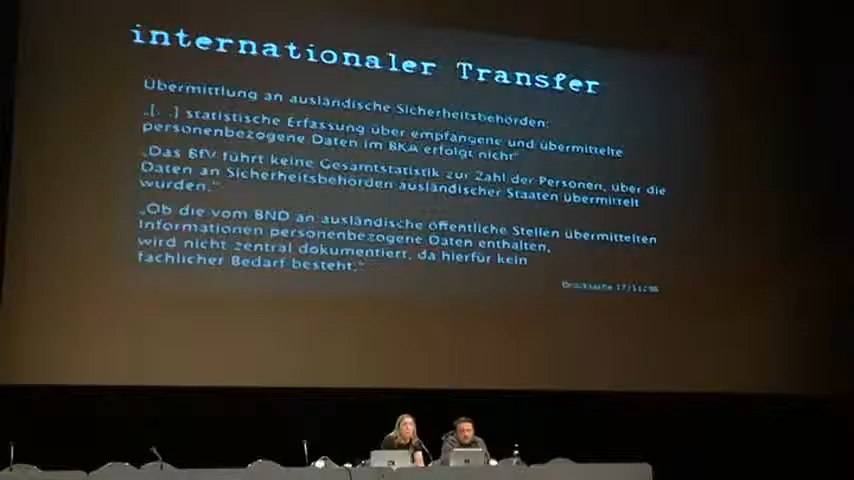 internationaler Transfer
Übermittlung an ausländische Sicherheitsbehörden:
„[...] statistische Erfassung über empfangene und übermittelte
personenbezogene Daten im BKA erfolgt nicht“
„Das BfV führt keine Gesamtstatistik zur Zahl der Personen, über die
Daten an Sicherheitsbehörden ausländischer Staaten übermittelt
wurden.“
„Ob die vom BND an ausländische öffentliche Stellen übermittelten
Informationen personenbezogene Daten enthalten,
wird nicht zentral dokumentiert, da hierfür kein
fachlicher Bedarf besteht.“
Drucksache